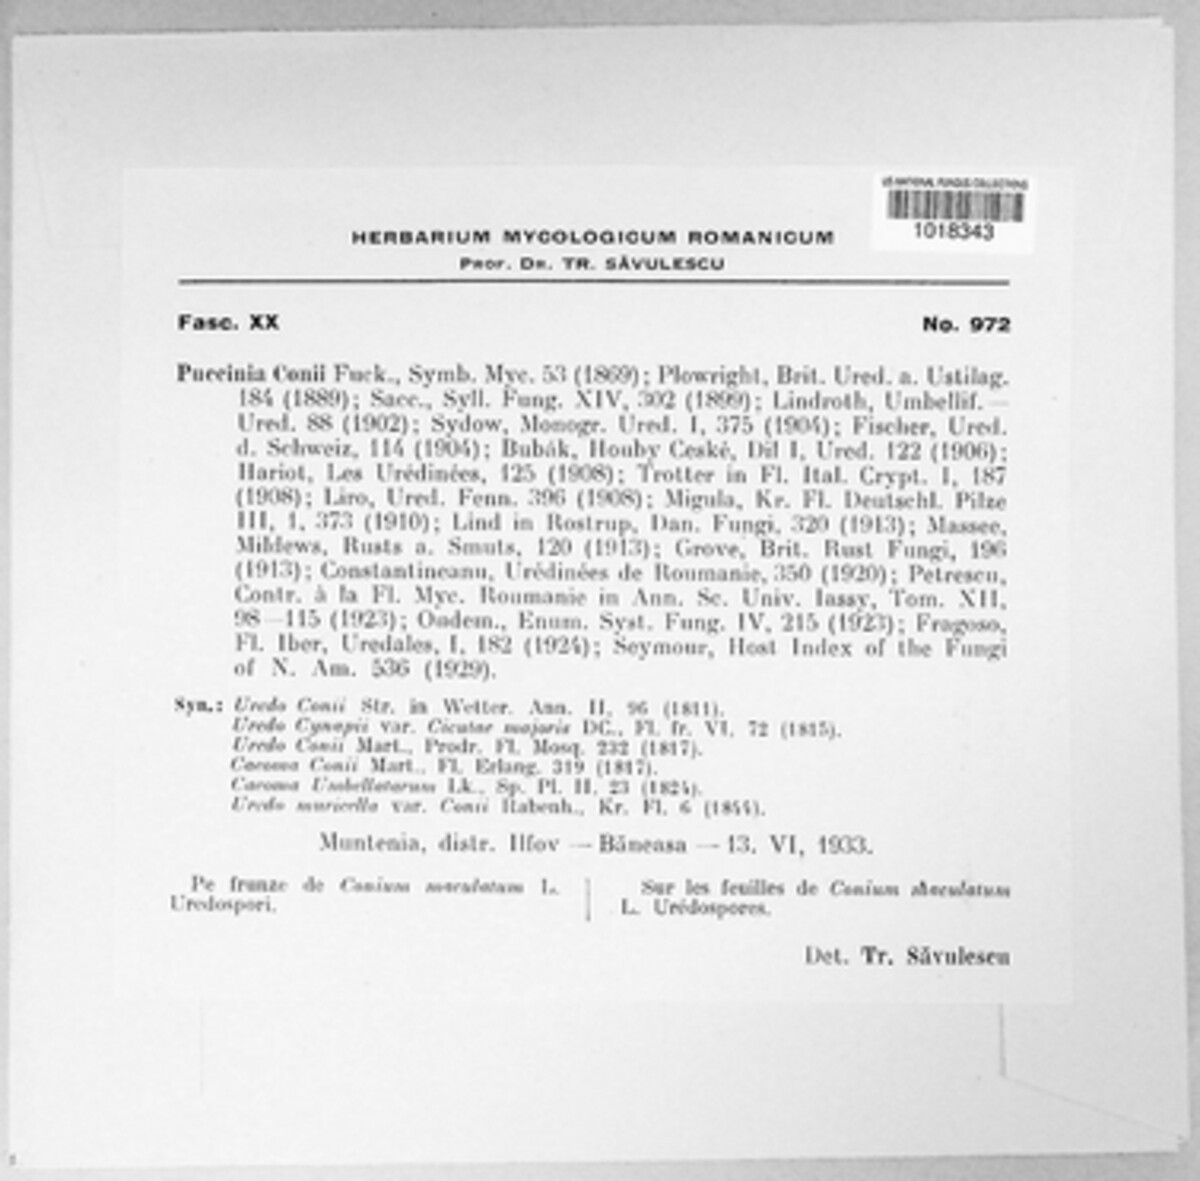 US NATIONAL FUNGUS COLLECTIONS
1018343
HERBARIUM MYCOLOGICUM ROMANICUM
PROF. DR. TR. SĂVULESCU
Fasc. XX
No. 972
Puccinia Conii Fuck., Symb. Myc. 53 (1869); Plowright, Brit. Ured. a. Ustilag.
184 (1889); Sacc., Syll. Fung. XIV, 302 (1899); Lindroth, Umbellif. —
Ured. 88 (1902); Sydow, Monogr. Ured. I, 375 (1904); Fischer, Ured.
d. Schweiz, 114 (1904); Bubák, Houby Ceské, Dil I, Ured. 122 (1906);
Hariot, Les Urédinées, 125 (1908); Trotter in Fl. Ital. Crypt. I, 187
(1908); Liro, Ured. Fenn. 396 (1908); Migula, Kr. Fl. Deutschl. Pilze
III, 1, 373 (1910); Lind in Rostrup, Dan. Fungi, 320 (1913); Massee,
Mildews, Rusts a. Smuts, 120 (1913); Grove, Brit. Rust Fungi, 196
(1913); Constantineanu, Urédinées de Roumanie, 350 (1920); Petrescu,
Contr. à la Fl. Myc. Roumanie in Ann. Sc. Univ. Iassy, Tom. XII,
98—115 (1923); Oudem., Enum. Syst. Fung. IV, 215 (1923); Fragoso,
Fl. Iber, Uredales, I, 182 (1924); Seymour, Host Index of the Fungi
of N. Am. 536 (1929).
Syn.: Uredo Conii Str. in Wetter. Ann. II, 96 (1811).
Uredo Cynapii var. Cicutae majoris DC., Fl. fr. VI, 72 (1815).
Uredo Conii Mart., Prodr. Fl. Mosq. 232 (1817).
Caeoma Conii Mart., Fl. Erlang. 319 (1817).
Caeoma Umbellatarum Lk., Sp. Pl. II, 23 (1824).
Uredo muricella var. Conii Rabenh., Kr. Fl. 6 (1844).
Muntenia, distr. Ilfov — Băneasa — 13. VI, 1933.
Pe frunze de Conium maculatum L.
Uredospori.
Sur les feuilles de Conium maculatum
L. Urédospores.
Det. Tr. Săvulescu